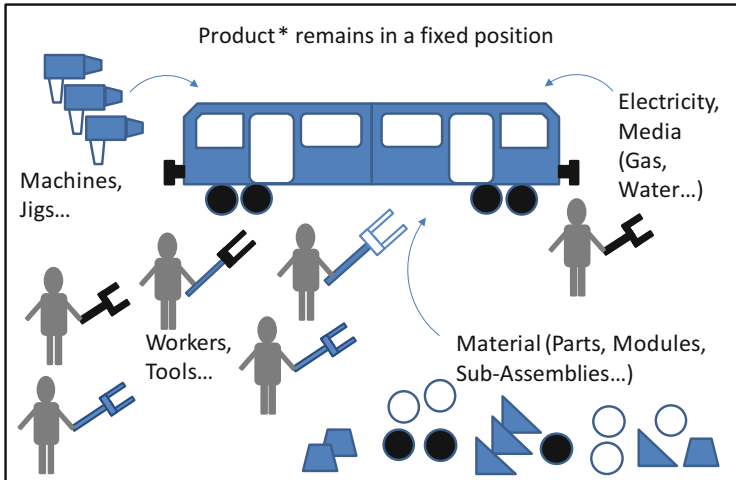 Product* remains in a fixed position
Electricity,
Media
(Gas,
Water...)
Machines,
Jigs...
Workers,
Tools...
Material (Parts, Modules,
Sub-Assemblies...)